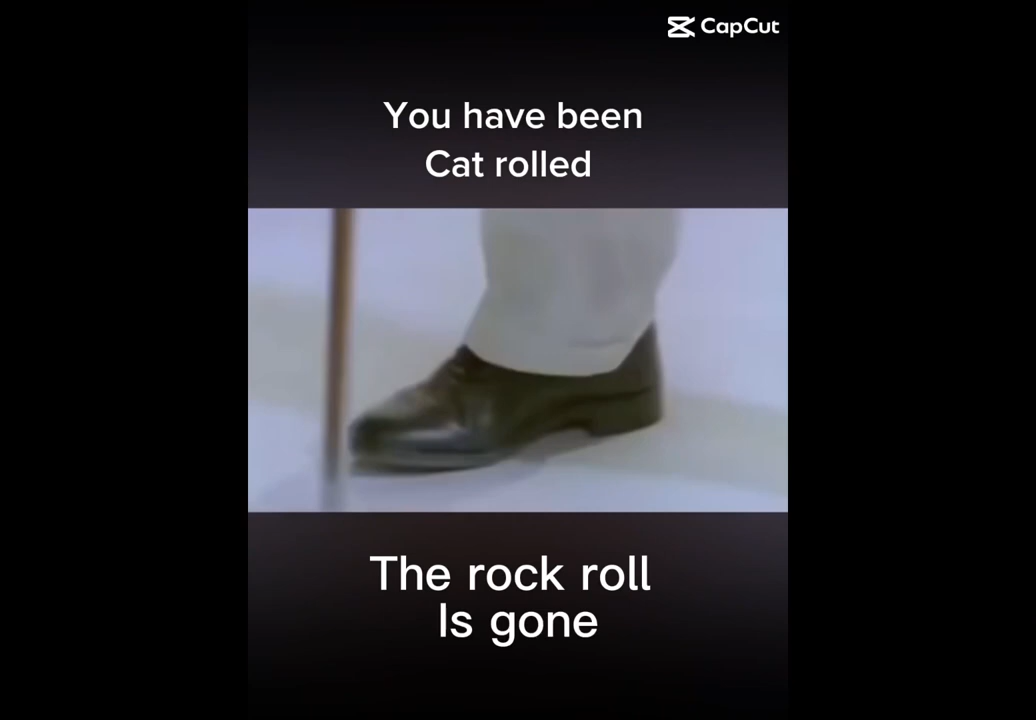 CapCut
You have been
Cat rolled
The rock roll
Is gone